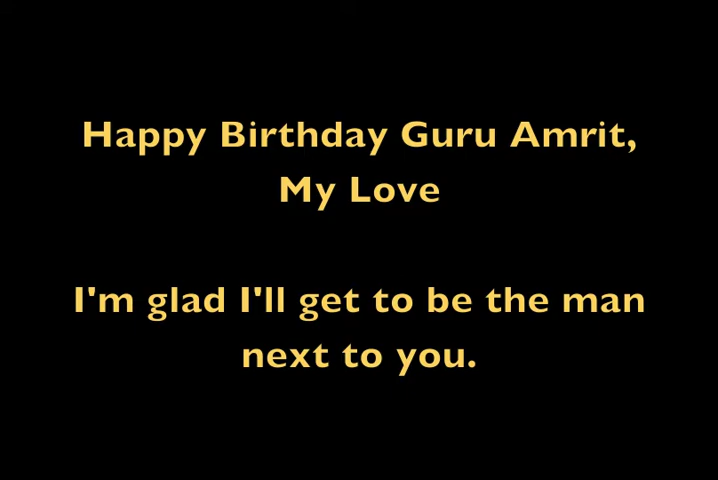 Happy Birthday Guru Amrit,
My Love
I'm glad I'll get to be the man
next to you.